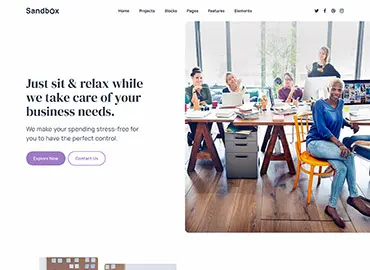 Sandbox
Home Projects Blocks Pages Features Elements
Just sit & relax while
we take care of your
business needs.
We make your spending stress-free for
you to have the perfect control.
Explore Now Contact Us